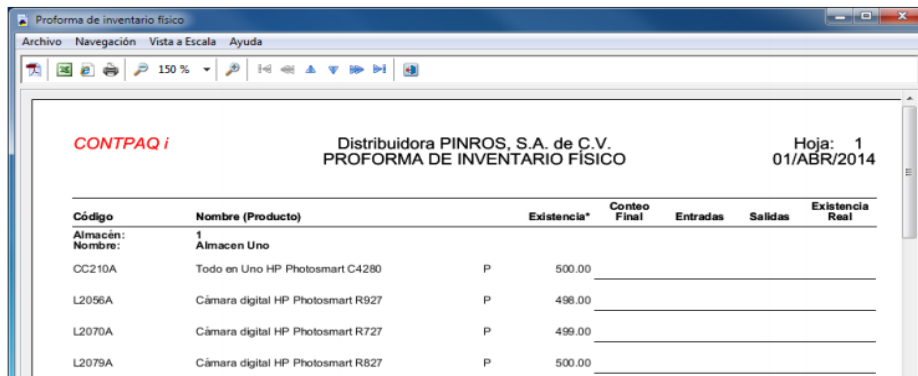 Proforma de inventario físico
Archivo Navegación Vista a Escala Ayuda
150 %
CONTPAQ i Distribuidora PINROS, S.A. de C.V. Hoja: 1
PROFORMA DE INVENTARIO FÍSICO 01/ABR/2014
Código Nombre (Producto) Existencia* Conteo Final Entradas Salidas Existencia Real
Almacén: 1
Nombre: Almacen Uno
CC210A Todo en Uno HP Photosmart C4280 P 500.00
L2056A Cámara digital HP Photosmart R927 P 498.00
L2070A Cámara digital HP Photosmart R727 P 499.00
L2079A Cámara digital HP Photosmart R827 P 500.00